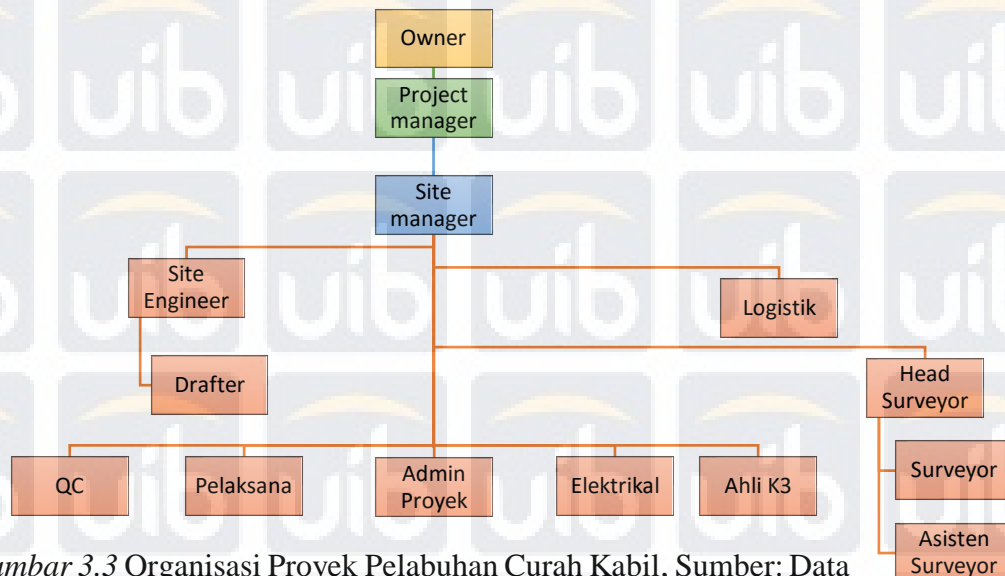 Owner
Project
manager
Site
manager
Site
Engineer
Logistik
Drafter
Head
Surveyor
QC
Pelaksana
Admin
Proyek
Elektrikal
Ahli K3
Surveyor
Asisten
Surveyor
mbar 3.3 Organisasi Proyek Pelabuhan Curah Kabil, Sumber: Data